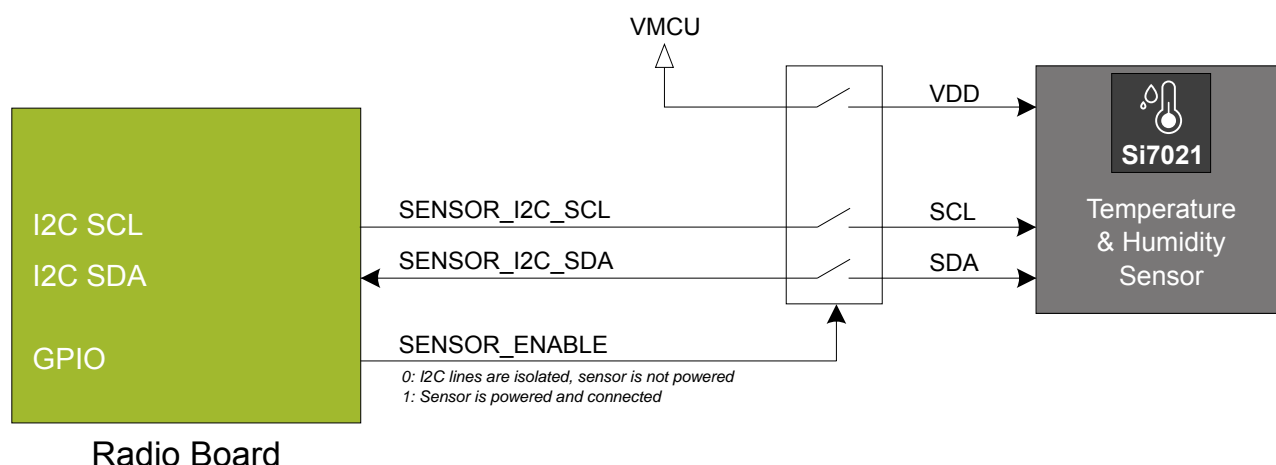 VMCU
VDD
Si7021
I2C SCL
SENSOR_I2C_SCL
SCL
Temperature
& Humidity
Sensor
I2C SDA
SENSOR_I2C_SDA
SDA
GPIO
SENSOR_ENABLE
0: I2C lines are isolated, sensor is not powered
1: Sensor is powered and connected
Radio Board